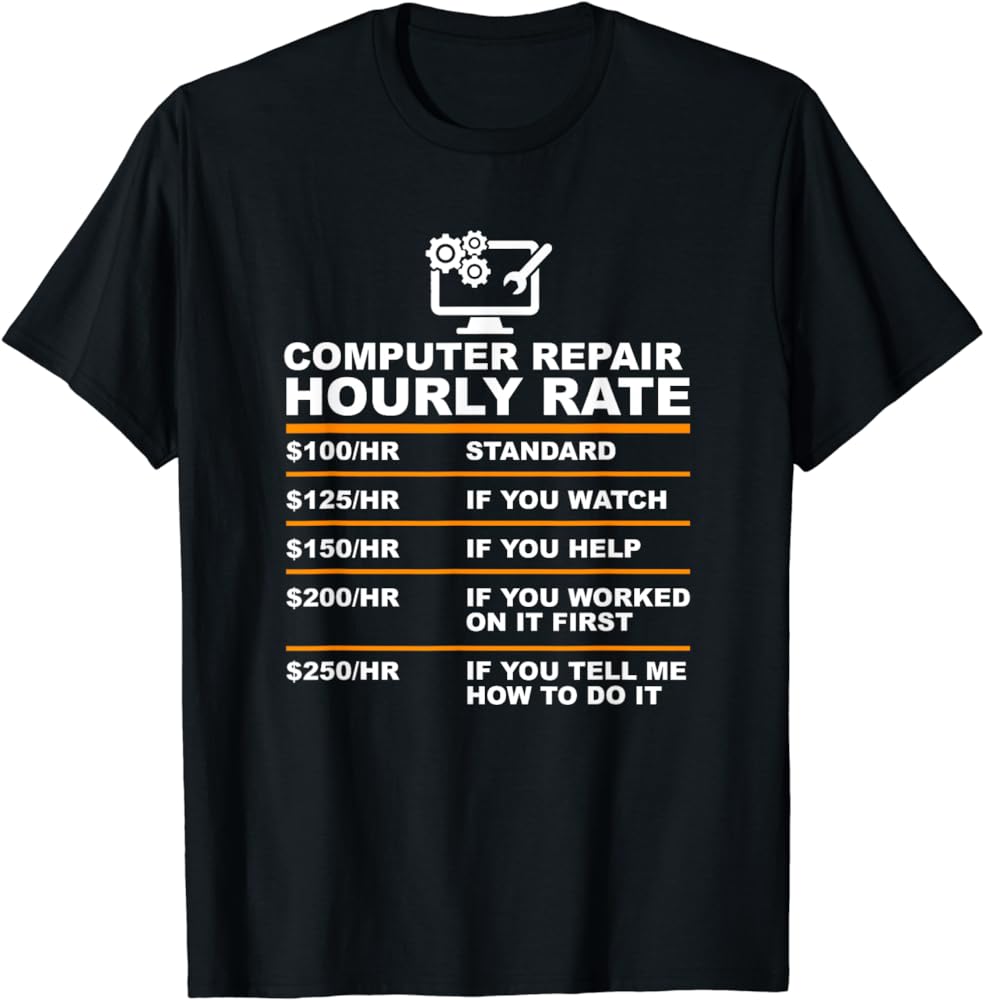 COMPUTER REPAIR
HOURLY RATE
$100/HR STANDARD
$125/HR IF YOU WATCH
$150/HR IF YOU HELP
$200/HR IF YOU WORKED
ON IT FIRST
$250/HR IF YOU TELL ME
HOW TO DO IT